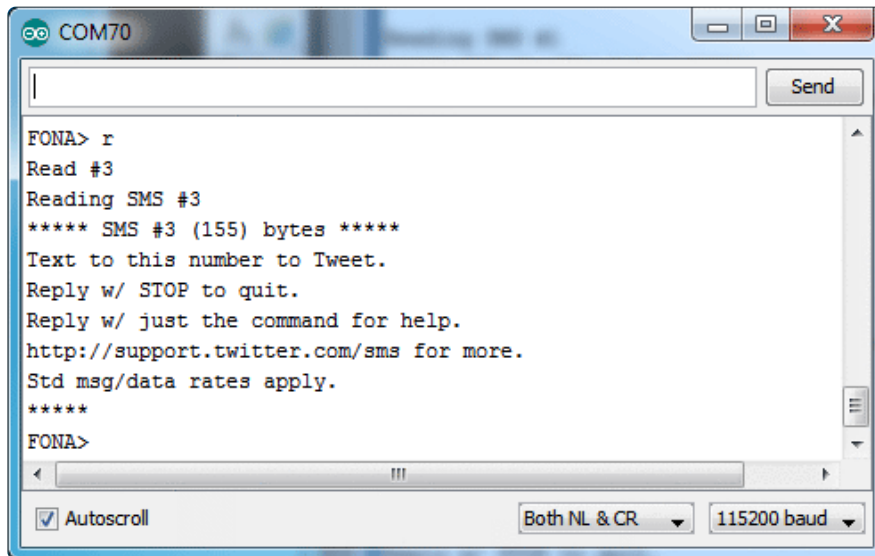 COM70
Send
FONA> r
Read #3
Reading SMS #3
***** SMS #3 (155) bytes *****
Text to this number to Tweet.
Reply w/ STOP to quit.
Reply w/ just the command for help.
http://support.twitter.com/sms for more.
Std msg/data rates apply.
*****
FONA>
Autoscroll
Both NL & CR
115200 baud